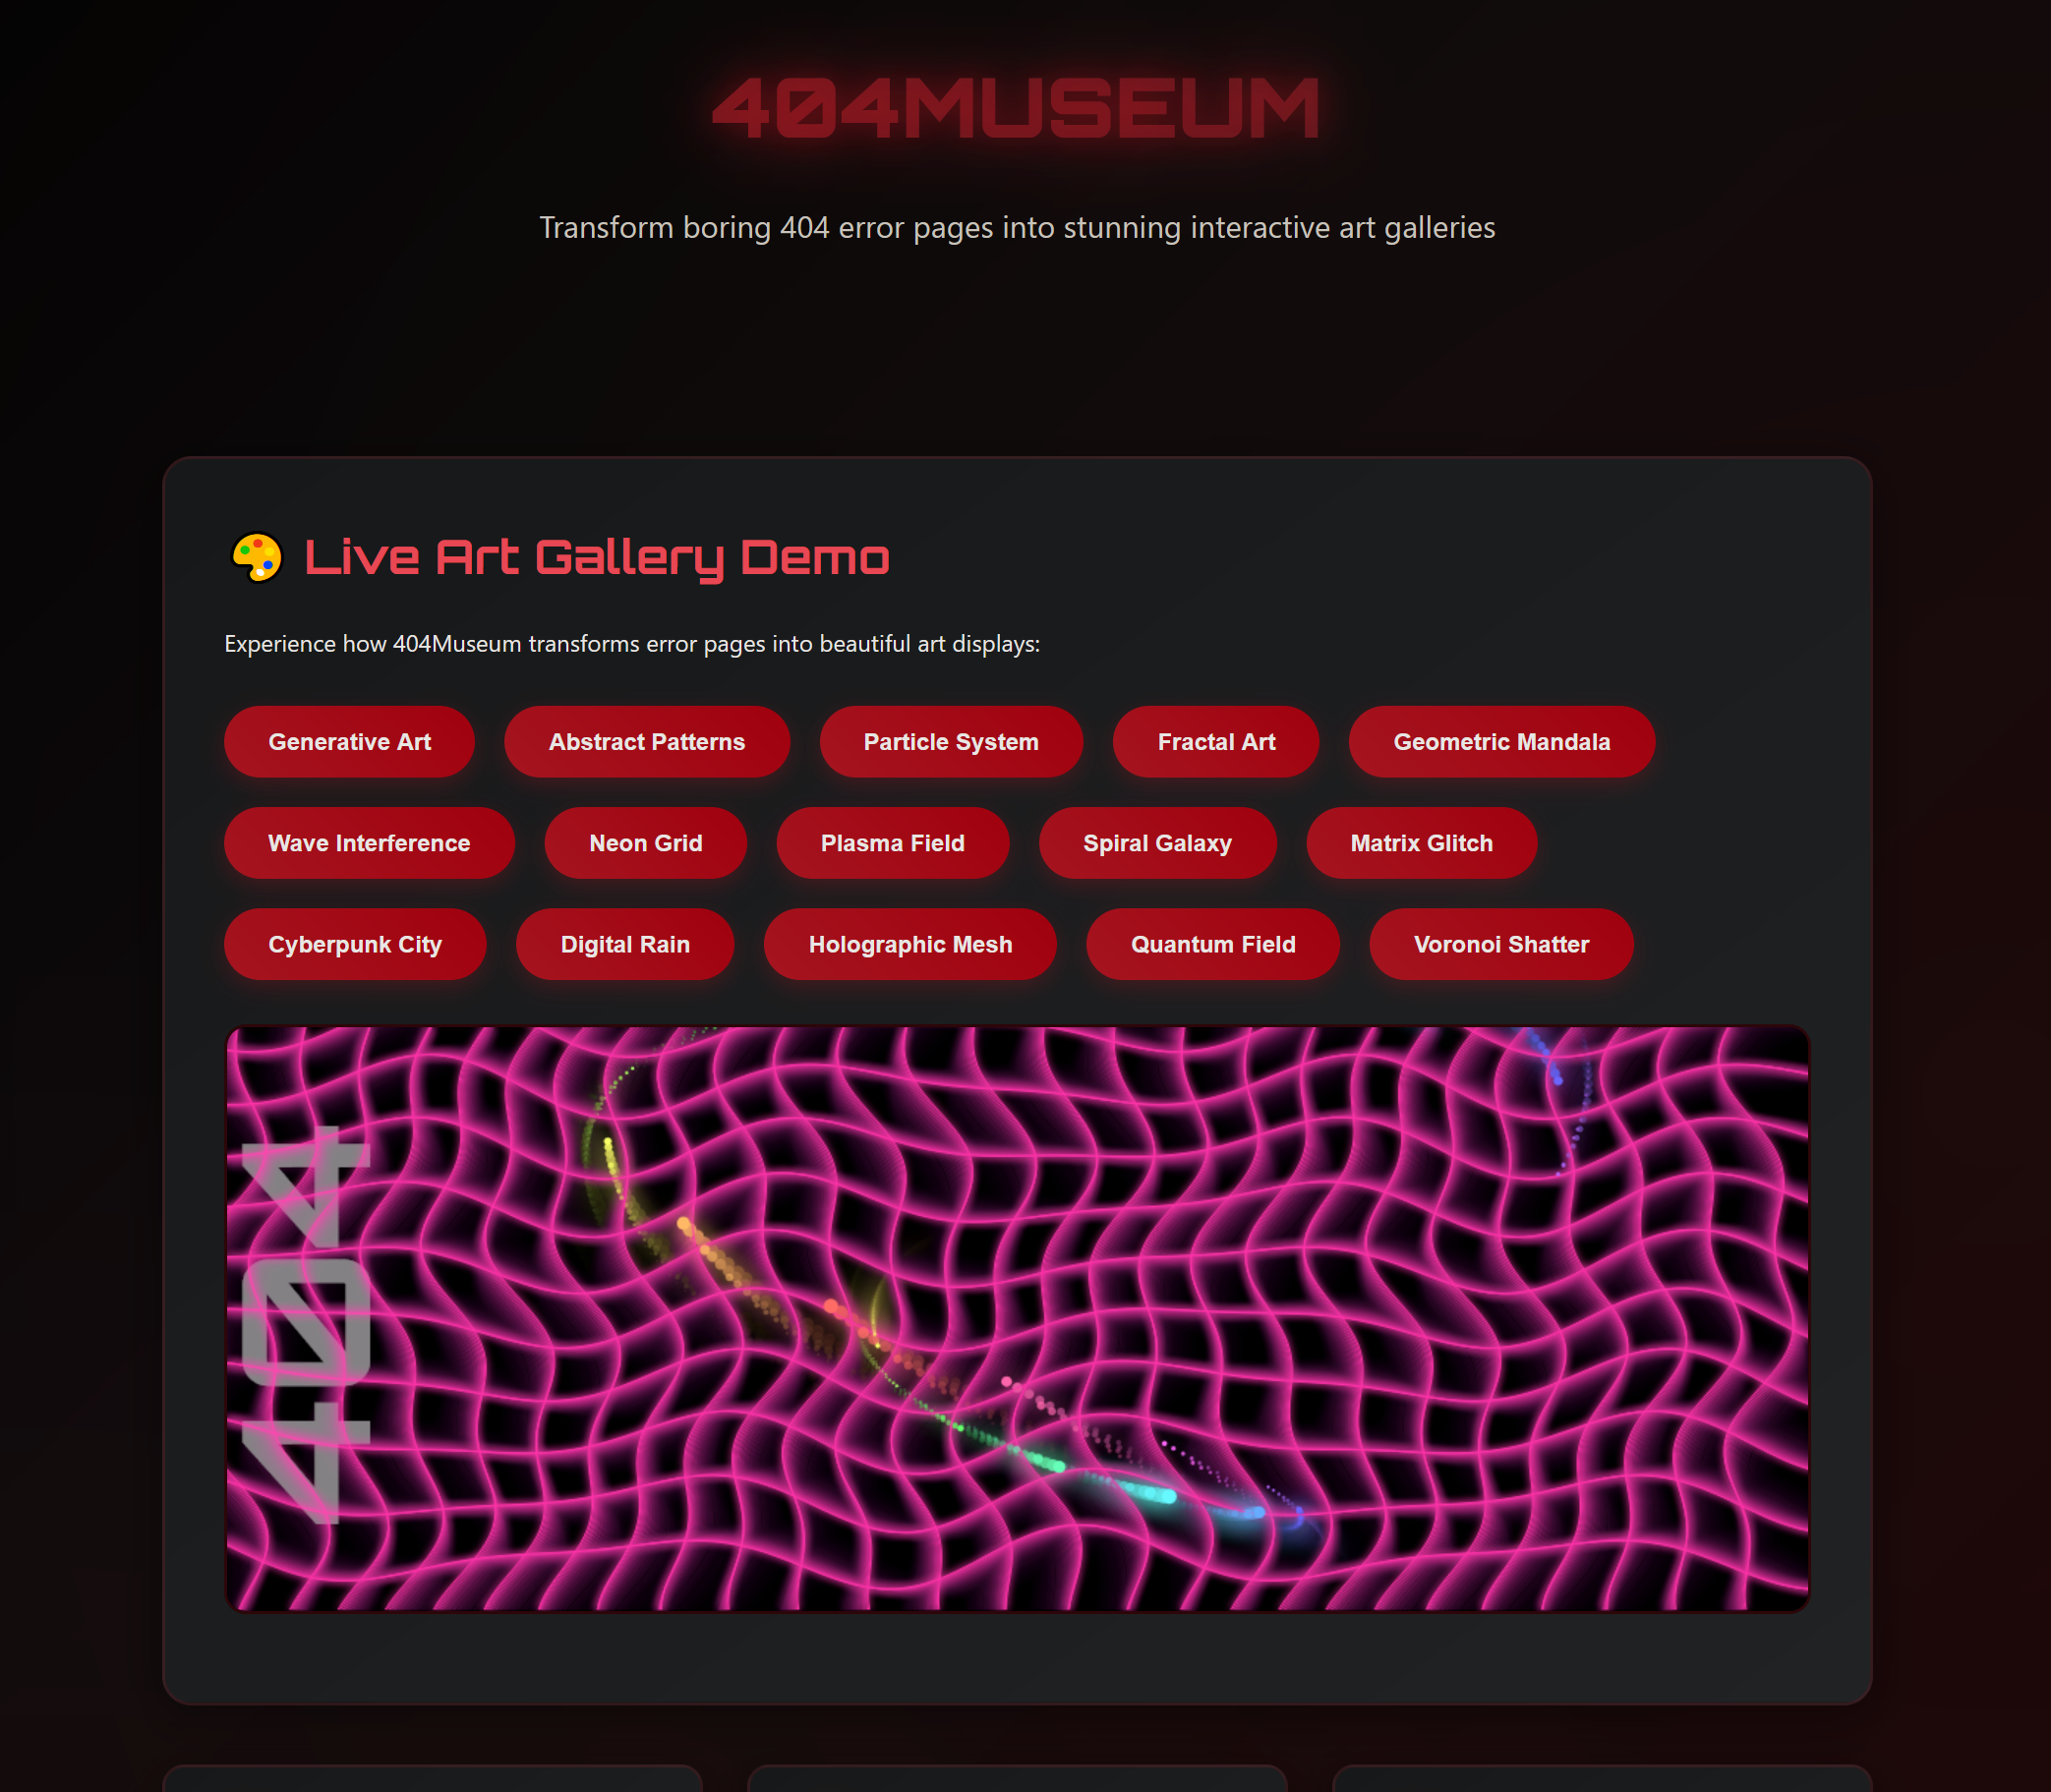 404MUSEUM
Transform boring 404 error pages into stunning interactive art galleries
Live Art Gallery Demo
Experience how 404Museum transforms error pages into beautiful art displays:
Generative Art
Abstract Patterns
Particle System
Fractal Art
Geometric Mandala
Wave Interference
Neon Grid
Plasma Field
Spiral Galaxy
Matrix Glitch
Cyberpunk City
Digital Rain
Holographic Mesh
Quantum Field
Voronoi Shatter
404